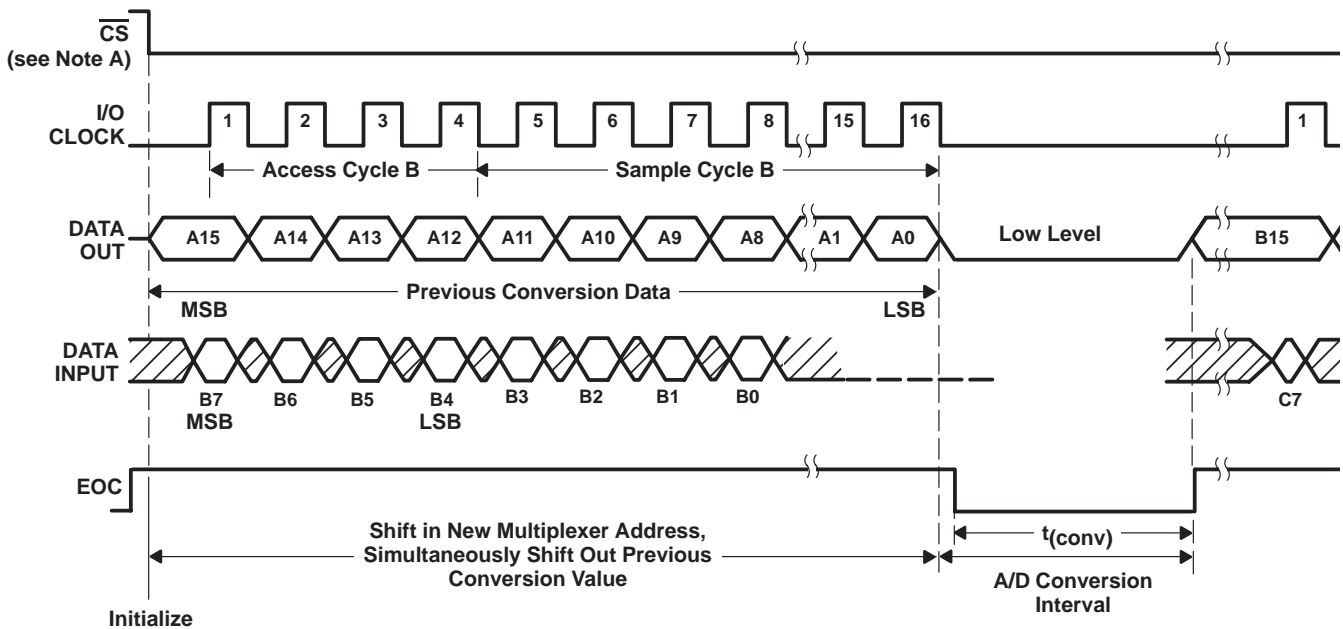 CS
(see Note A)
I/O
CLOCK
1 2 3 4 5 6 7 8 15 16 1
Access Cycle B Sample Cycle B
DATA
OUT
A15 A14 A13 A12 A11 A10 A9 A8 A1 A0 Low Level B15
Previous Conversion Data
MSB LSB
DATA
INPUT
B7 B6 B5 B4 B3 B2 B1 B0 C7
MSB LSB
EOC
Shift in New Multiplexer Address,
Simultaneously Shift Out Previous
Conversion Value
t(conv)
A/D Conversion
Interval
Initialize